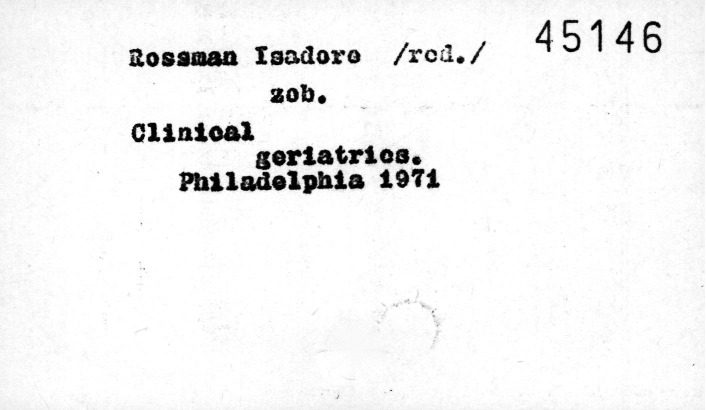 Rossman Isadore /red./ 45146
zob.
Clinical
geriatrics.
Philadelphia 1971